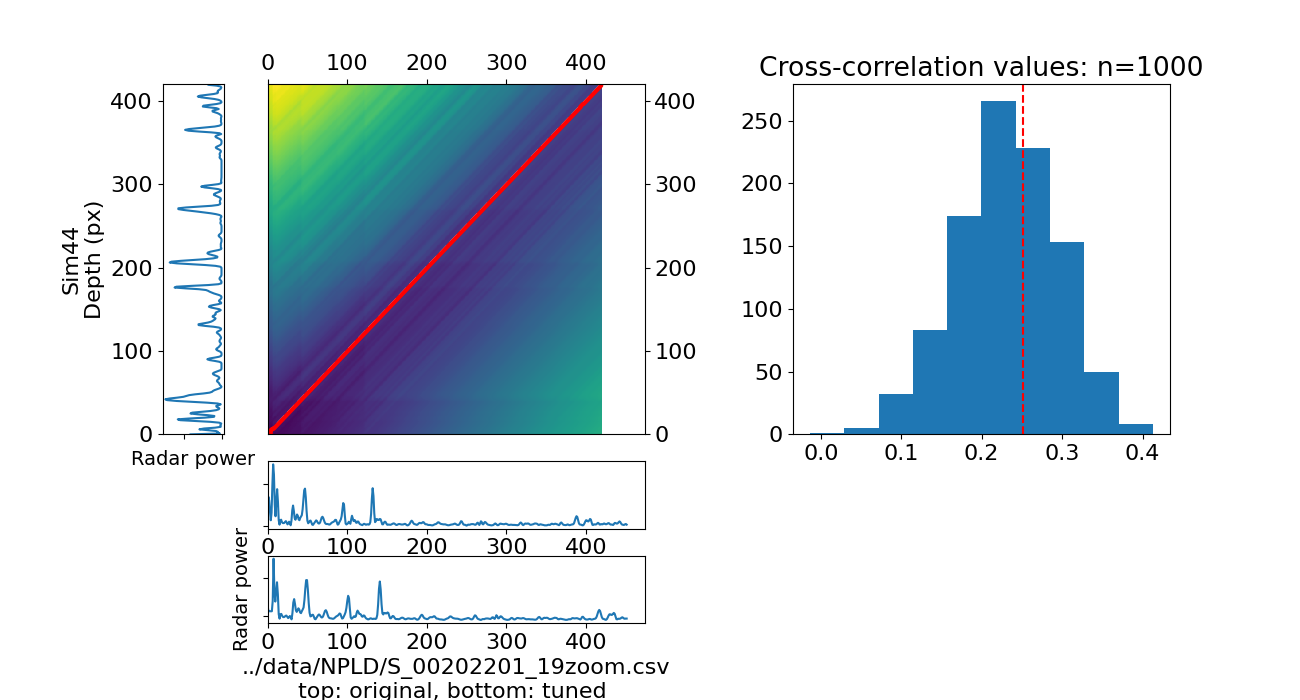 0 100 200 300 400
Cross-correlation values: n=1000
400
300
200
100
0
Sim44
Depth (px)
Radar power
400
300
200
100
0
250
200
150
100
50
0
0.0 0.1 0.2 0.3 0.4
0 100 200 300 400
Radar power
0 100 200 300 400
../data/NPLD/S_00202201_19zoom.csv
top: original, bottom: tuned